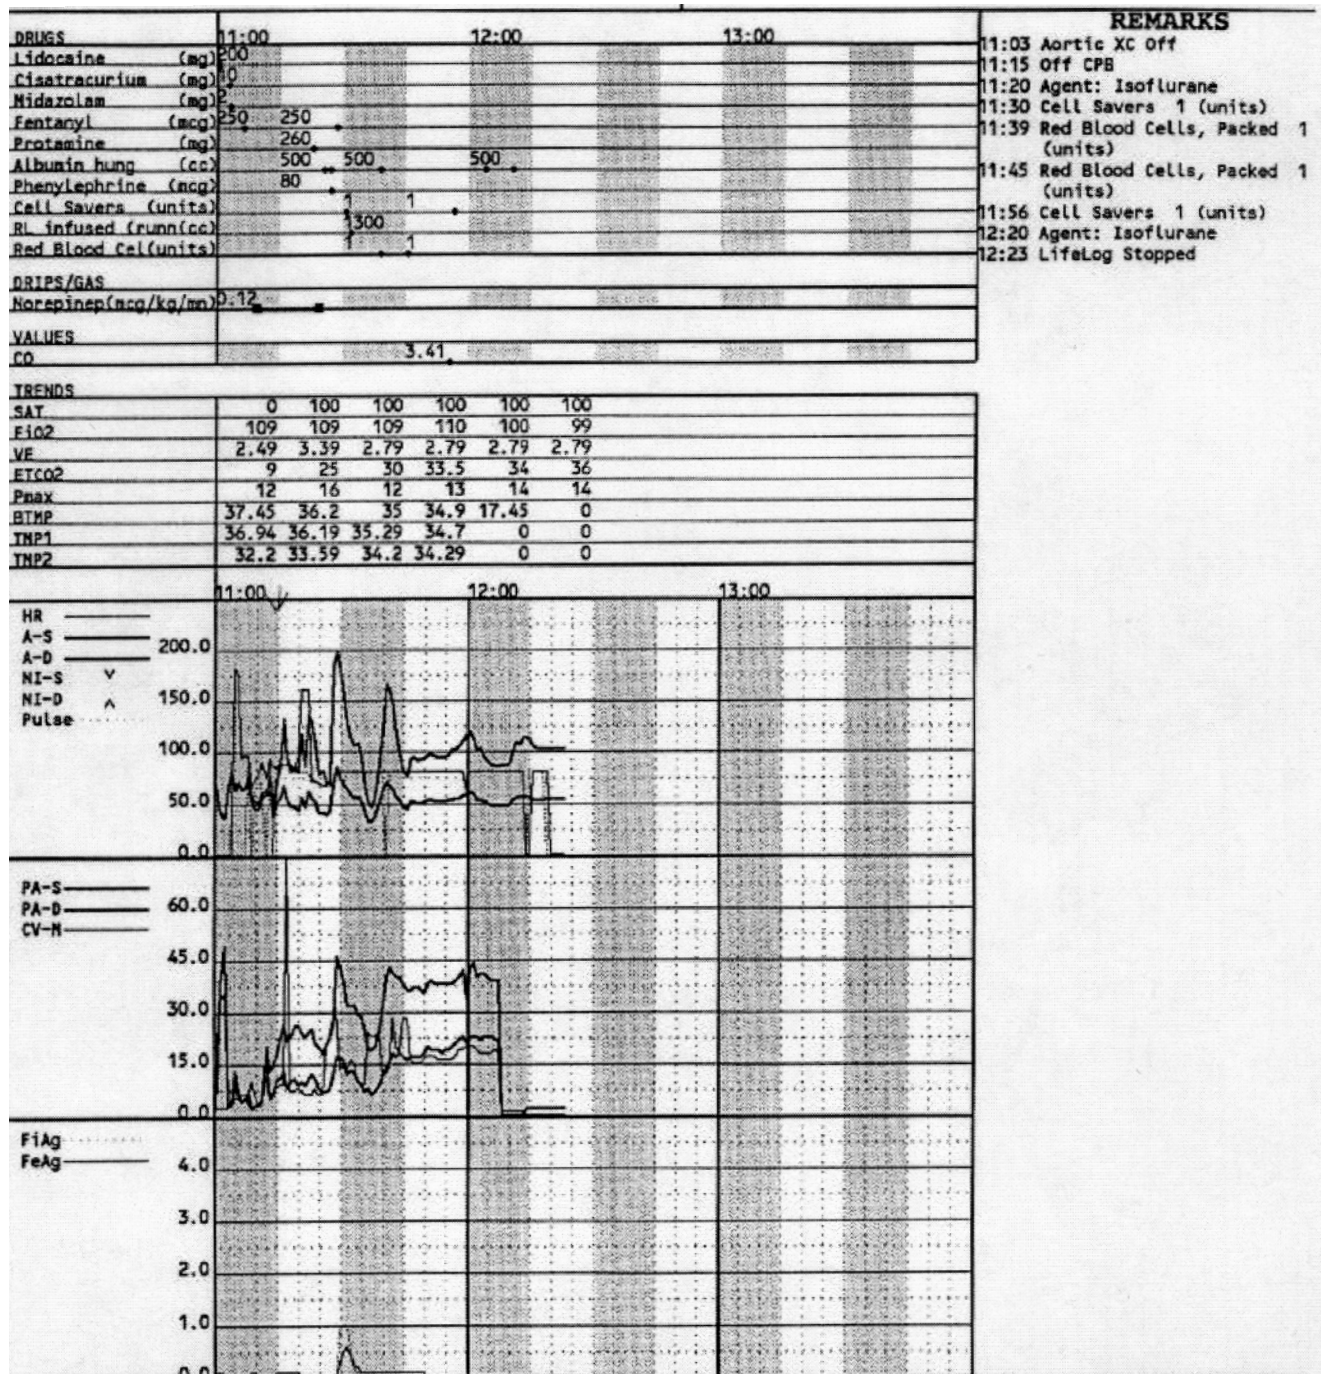 DRUGS 11:00 12:00 13:00
Lidocaine (mg) 200
Cisatracurium (mg) 10
Midazolam (mg) 2
Fentanyl (mcg) 250 250
Protamine (mg) 260
Albumin hung (cc) 500 500 500
Phenylephrine (mcg) 80
Cell Savers (units) 1 1
RL infused (runn(cc) 300
Red Blood Cel(units) 1 1
DRIPS/GAS
Norepinep(mcg/kg/mn) 0.12
VALUES
CO 3.41
REMARKS
11:03 Aortic XC Off
11:15 Off CPB
11:20 Agent: Isoflurane
11:30 Cell Savers 1 (units)
11:39 Red Blood Cells, Packed 1
(units)
11:45 Red Blood Cells, Packed 1
(units)
11:56 Cell Savers 1 (units)
12:20 Agent: Isoflurane
12:23 LifeLog Stopped
TRENDS
SAT 0 100 100 100 100 100
FiO2 109 109 109 110 100 99
VE 2.49 3.39 2.79 2.79 2.79 2.79
ETCO2 9 25 30 33.5 34 36
Pmax 12 16 12 13 14 14
BTMP 37.45 36.2 35 34.9 17.45 0
TMP1 36.94 36.19 35.29 34.7 0 0
TMP2 32.2 33.59 34.2 34.29 0 0
11:00 12:00 13:00
HR
A-S 200.0
A-D
NI-S
NI-D 150.0
Pulse
100.0
50.0
0.0
PA-S
PA-D 60.0
CV-M
45.0
30.0
15.0
0.0
FiAg
FeAg 4.0
3.0
2.0
1.0
0.0